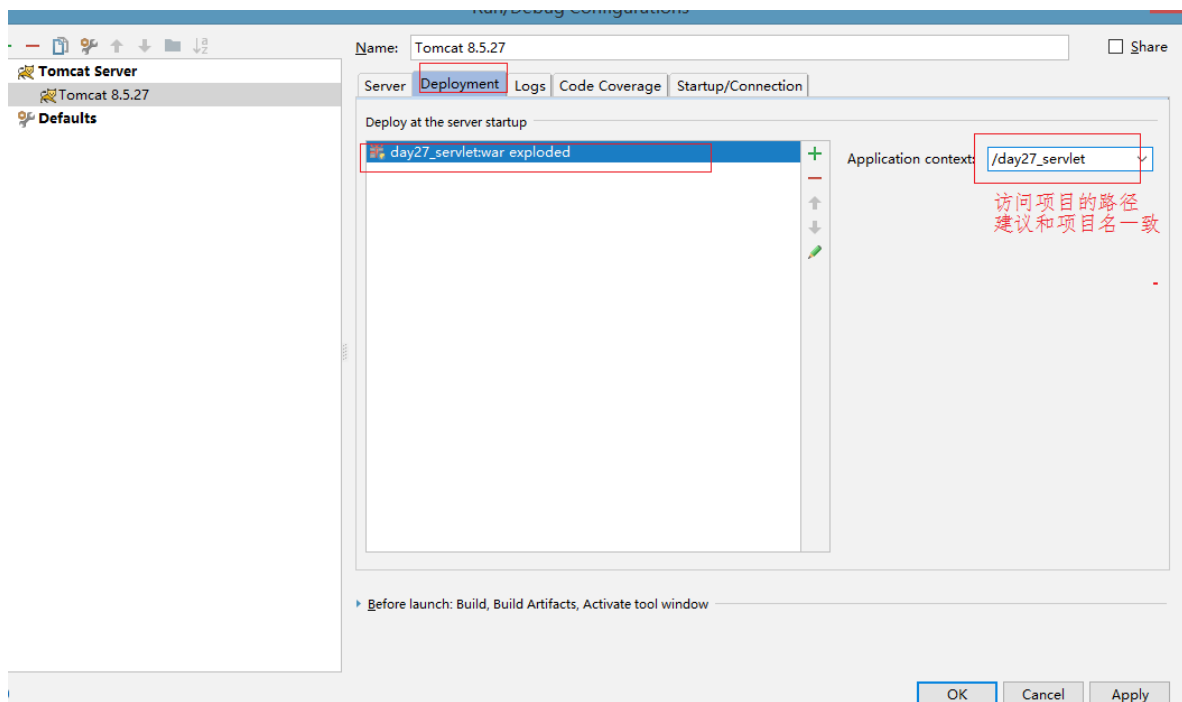 Run/Debug Configurations
Name: Tomcat 8.5.27
Share
Tomcat Server
Tomcat 8.5.27
Defaults
Server Deployment Logs Code Coverage Startup/Connection
Deploy at the server startup
day27_servlet:war exploded
Application context: /day27_servlet
访问项目的路径
建议和项目名一致
Before launch: Build, Build Artifacts, Activate tool window
OK Cancel Apply